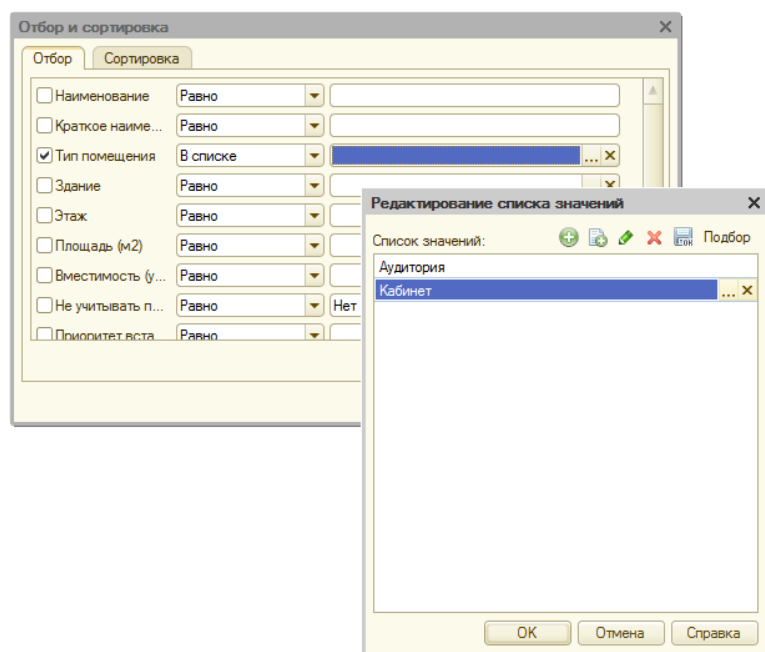 Отбор и сортировка
Отбор Сортировка
Наименование Равно
Краткое наиме... Равно
Тип помещения В списке ...
Здание Равно
Этаж Равно
Площадь (м2) Равно
Вместимость (у... Равно
Не учитывать п... Равно Нет
Приоритет вста Равно
Редактирование списка значений
Список значений: Подбор
Аудитория
Кабинет ...
OK Отмена Справка